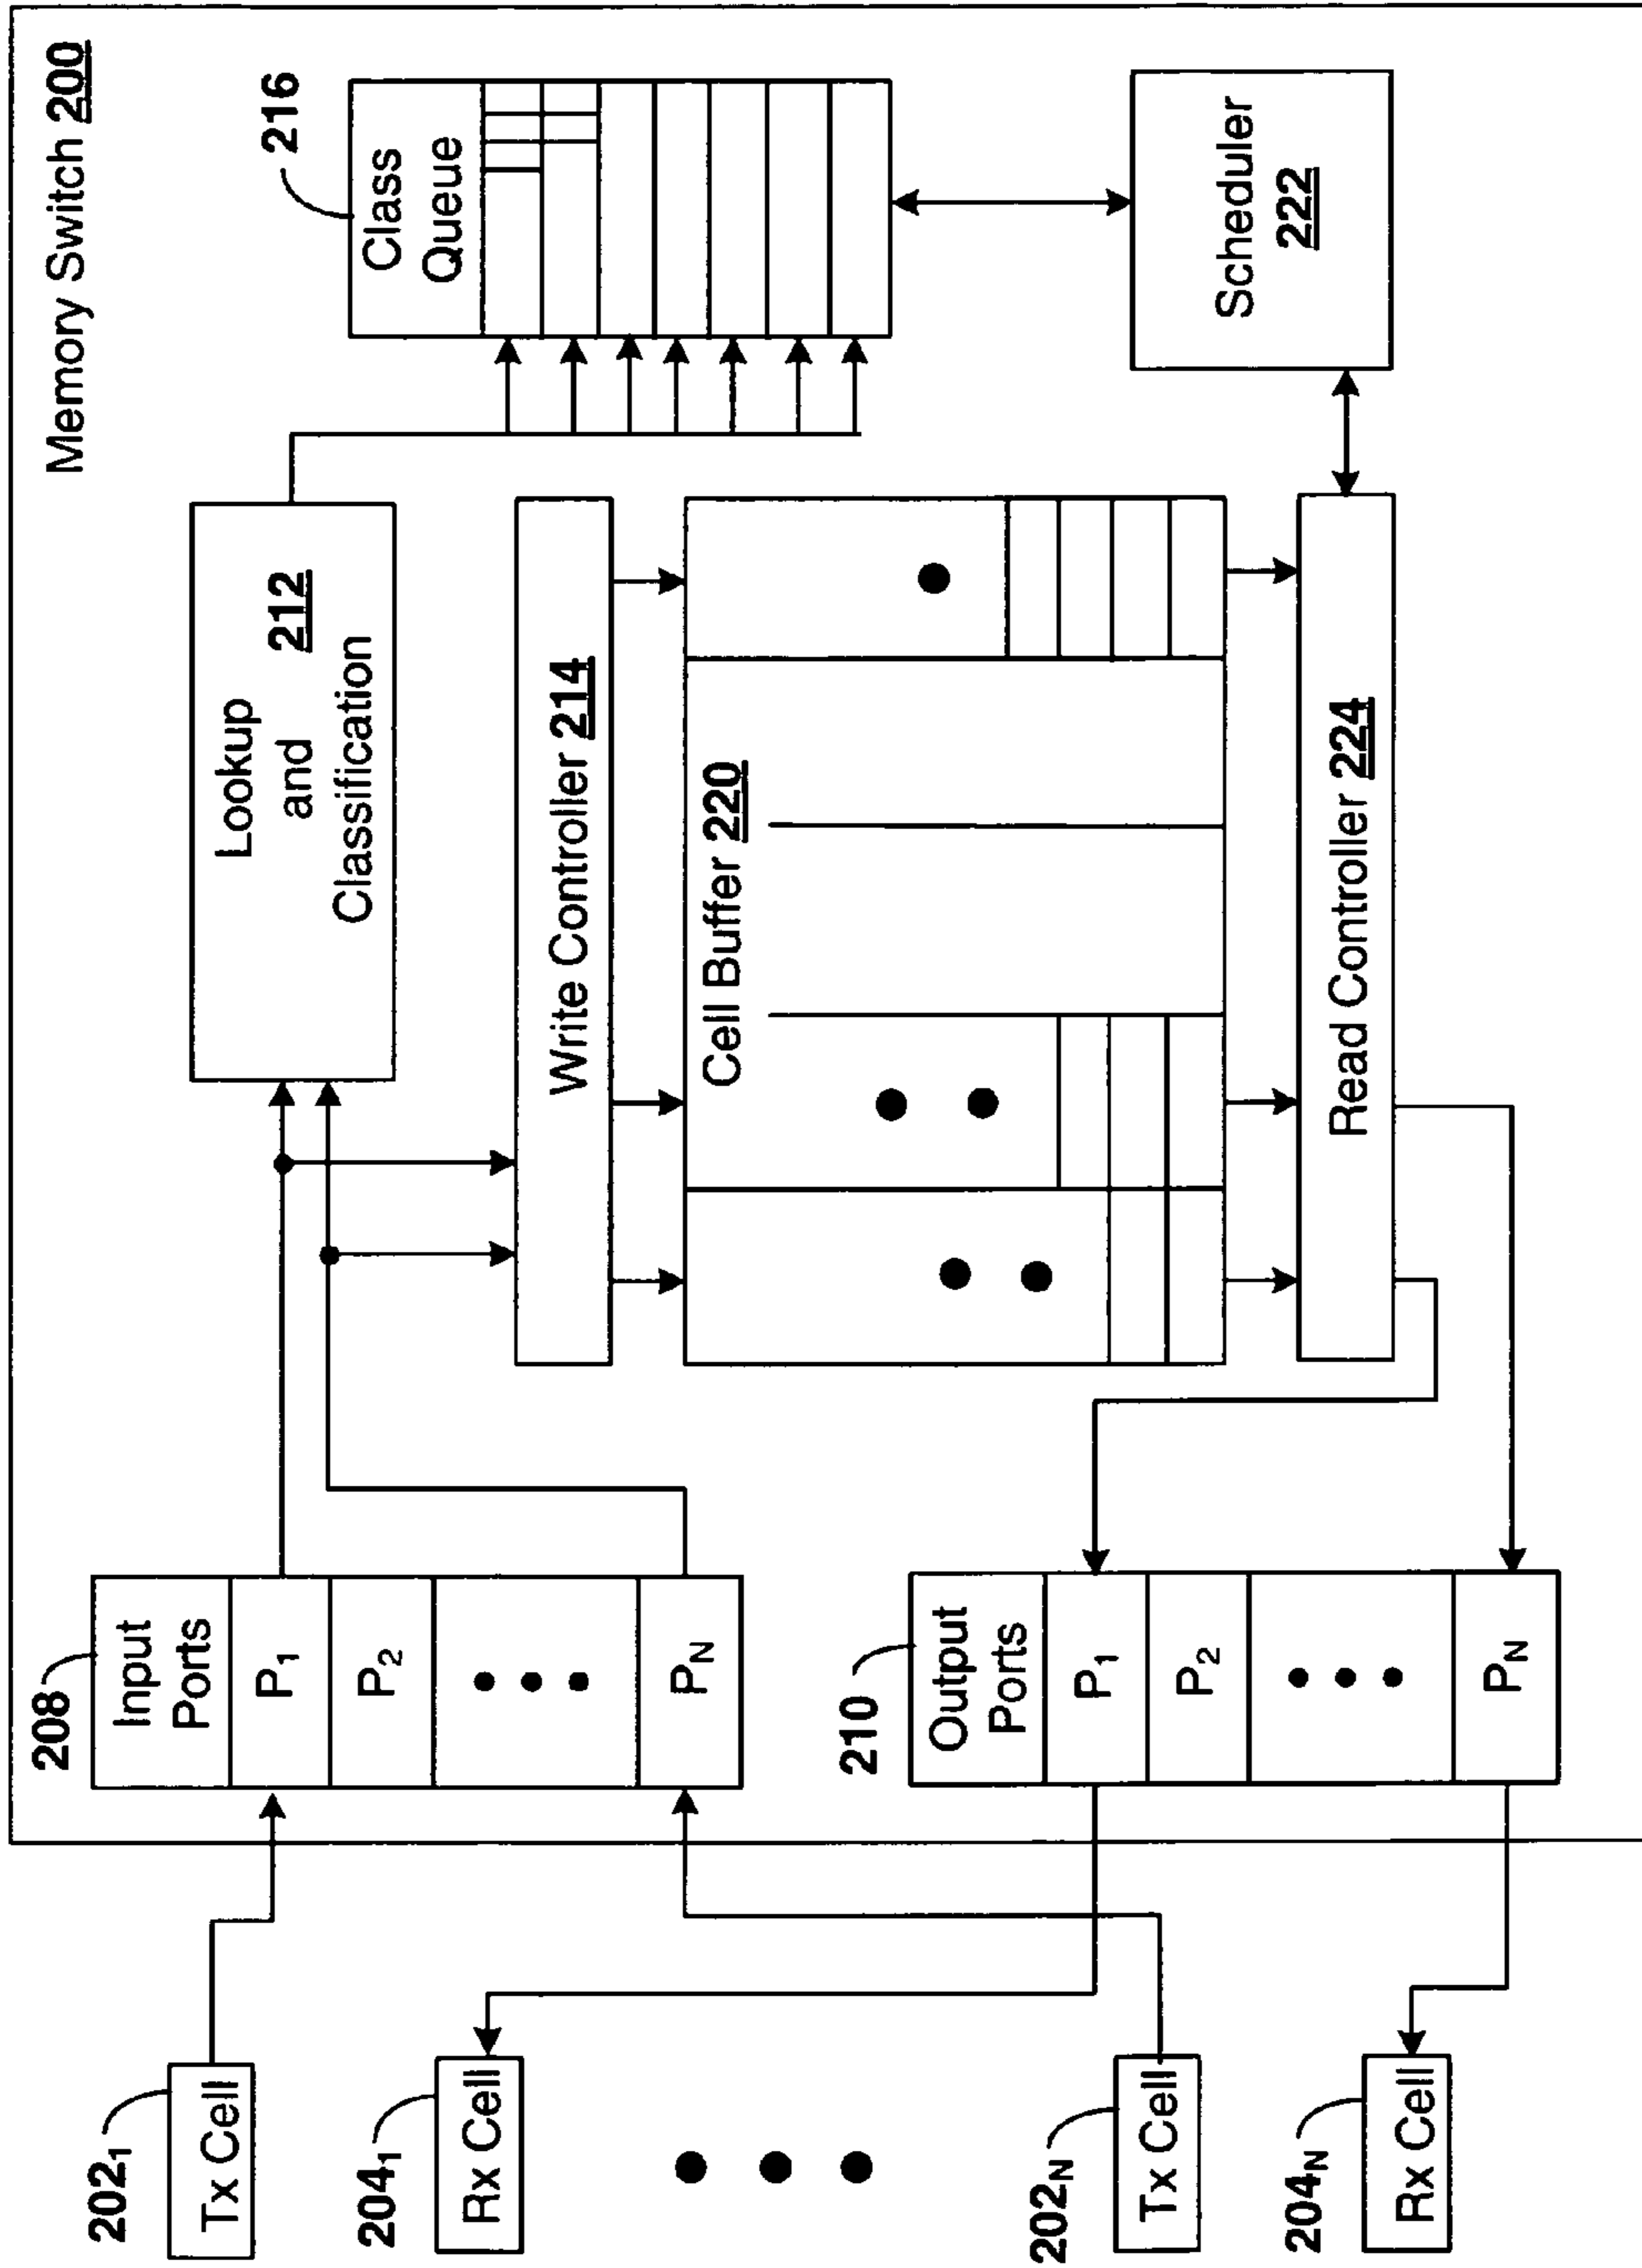 Memory Switch 200
202₁
Tx Cell
204₁
Rx Cell
202N
Tx Cell
204N
Rx Cell
208
Input
Ports
P₁
P₂
PN
210
Output
Ports
P₁
P₂
PN
Lookup
and 212
Classification
Write Controller 214
Cell Buffer 220
Read Controller 224
216
Class
Queue
Scheduler
222